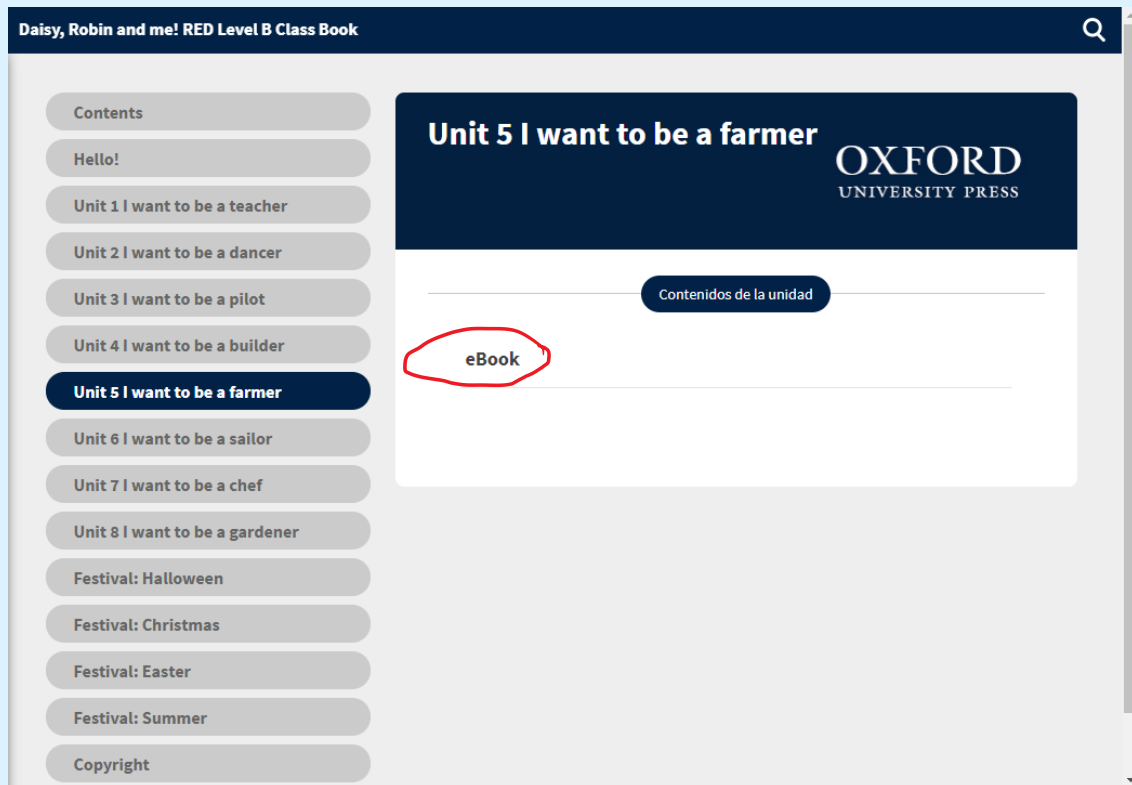 Daisy, Robin and me! RED Level B Class Book
Contents
Hello!
Unit 1 I want to be a teacher
Unit 2 I want to be a dancer
Unit 3 I want to be a pilot
Unit 4 I want to be a builder
Unit 5 I want to be a farmer
Unit 6 I want to be a sailor
Unit 7 I want to be a chef
Unit 8 I want to be a gardener
Festival: Halloween
Festival: Christmas
Festival: Easter
Festival: Summer
Copyright
Unit 5 I want to be a farmer
OXFORD
UNIVERSITY PRESS
Contenidos de la unidad
eBook